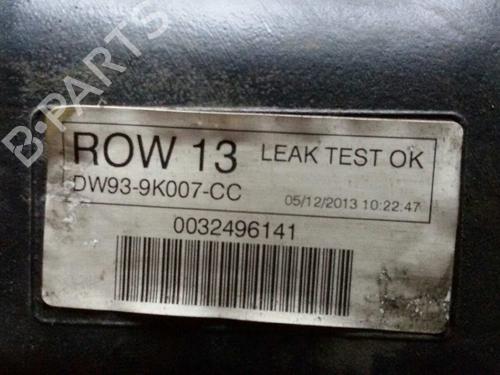 B-PARTS
ROW 13 LEAK TEST OK
DW93-9K007-CC 05/12/2013 10:22:47
0032496141